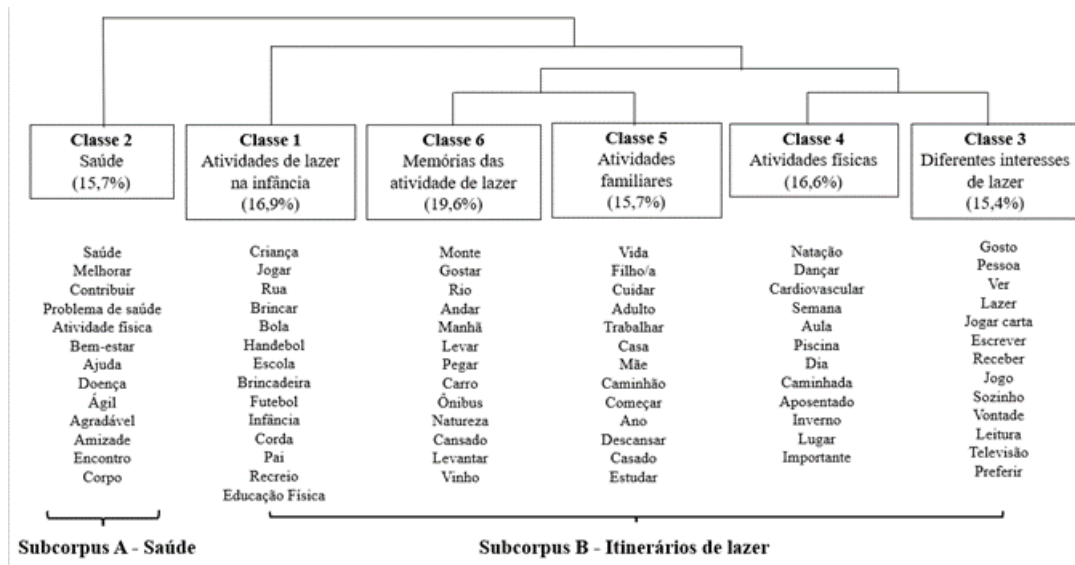 Classe 2
Saúde
(15,7%)
Classe 1
Atividades de lazer
na infância
(16,9%)
Classe 6
Memórias das
atividade de lazer
(19,6%)
Classe 5
Atividades
familiares
(15,7%)
Classe 4
Atividades físicas
(16,6%)
Classe 3
Diferentes interesses
de lazer
(15,4%)
Saúde
Melhorar
Contribuir
Problema de saúde
Atividade física
Bem-estar
Ajuda
Doença
Ágil
Agradável
Amizade
Encontro
Corpo
Criança
Jogar
Rua
Brincar
Bola
Handebol
Escola
Brincadeira
Futebol
Infância
Corda
Pai
Recreio
Educação Física
Monte
Gostar
Rio
Andar
Manhã
Levar
Pegar
Carro
Ônibus
Natureza
Cansado
Levantar
Vinho
Vida
Filho/a
Cuidar
Adulto
Trabalhar
Casa
Mãe
Caminhão
Começar
Ano
Descansar
Casado
Estudar
Natação
Dançar
Cardiovascular
Semana
Aula
Piscina
Dia
Caminhada
Aposentado
Inverno
Lugar
Importante
Gosto
Pessoa
Ver
Lazer
Jogar carta
Escrever
Receber
Jogo
Sozinho
Vontade
Leitura
Televisão
Preferir
Subcorpus A - Saúde
Subcorpus B - Itinerários de lazer